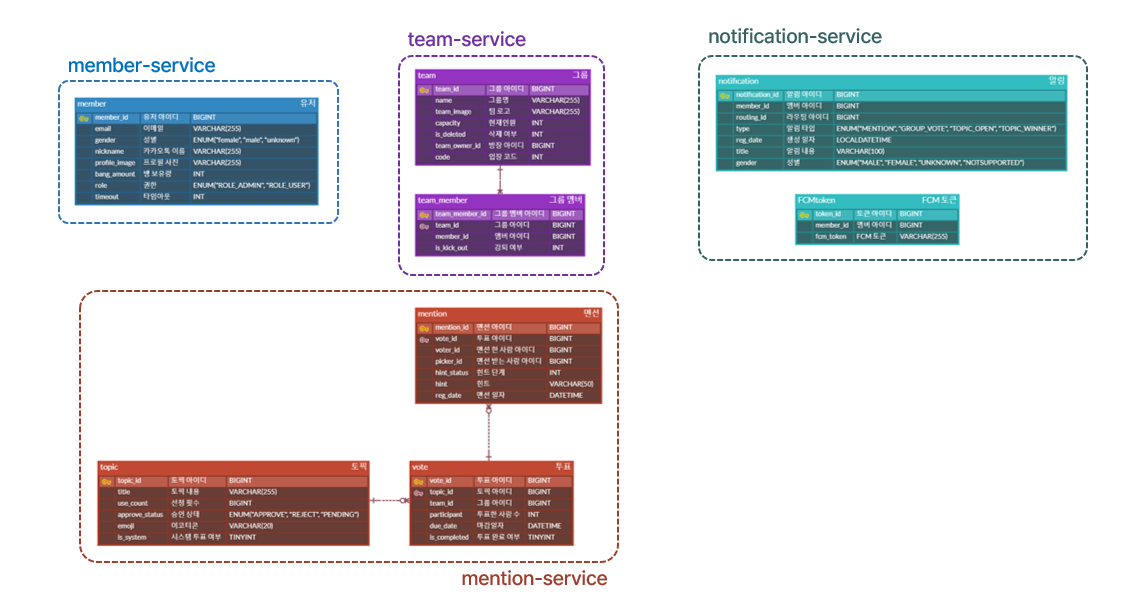 member-service
member 유저
member_id 유저 아이디 BIGINT
email 이메일 VARCHAR(255)
gender 성별 ENUM("female", "male", "unknown")
nickname 카카오톡 이름 VARCHAR(255)
profile_image 프로필 사진 VARCHAR(255)
bang_amount 뱅 보유량 INT
role 권한 ENUM("ROLE_ADMIN", "ROLE_USER")
timeout 타임아웃 INT
team-service
team 그룹
team_id 그룹 아이디 BIGINT
name 그룹명 VARCHAR(255)
team_image 팀 로고 VARCHAR(255)
capacity 현재인원 INT
is_deleted 삭제 여부 INT
team_owner_id 방장 아이디 BIGINT
code 입장 코드 INT
team_member 그룹 멤버
team_member_id 그룹 멤버 아이디 BIGINT
team_id 그룹 아이디 BIGINT
member_id 멤버 아이디 BIGINT
is_kick_out 강퇴 여부 INT
notification-service
notification 알림
notification_id 알림 아이디 BIGINT
member_id 멤버 아이디 BIGINT
routing_id 라우팅 아이디 BIGINT
type 알림 타입 ENUM("MENTION", "GROUP_VOTE", "TOPIC_OPEN", "TOPIC_WINNER")
reg_date 생성 일자 LOCALDATETIME
title 알림 내용 VARCHAR(100)
gender 성별 ENUM("MALE", "FEMALE", "UNKNOWN", "NOTSUPPORTED")
FCMtoken FCM 토큰
token_id 토큰 아이디 BIGINT
member_id 멤버 아이디 BIGINT
fcm_token FCM 토큰 VARCHAR(255)
mention 멘션
mention_id 멘션 아이디 BIGINT
vote_id 투표 아이디 BIGINT
voter_id 멘션 한 사람 아이디 BIGINT
picker_id 멘션 받는 사람 아이디 BIGINT
hint_status 힌트 단계 INT
hint 힌트 VARCHAR(50)
reg_date 멘션 일자 DATETIME
topic 토픽
topic_id 토픽 아이디 BIGINT
title 토픽 내용 VARCHAR(255)
use_count 선정 횟수 BIGINT
approve_status 승인 상태 ENUM("APPROVE", "REJECT", "PENDING")
emoji 이모티콘 VARCHAR(20)
is_system 시스템 투표 여부 TINYINT
vote 투표
vote_id 투표 아이디 BIGINT
topic_id 토픽 아이디 BIGINT
team_id 그룹 아이디 BIGINT
participant 투표한 사람 수 INT
due_date 마감일자 DATETIME
is_completed 투표 완료 여부 TINYINT
mention-service